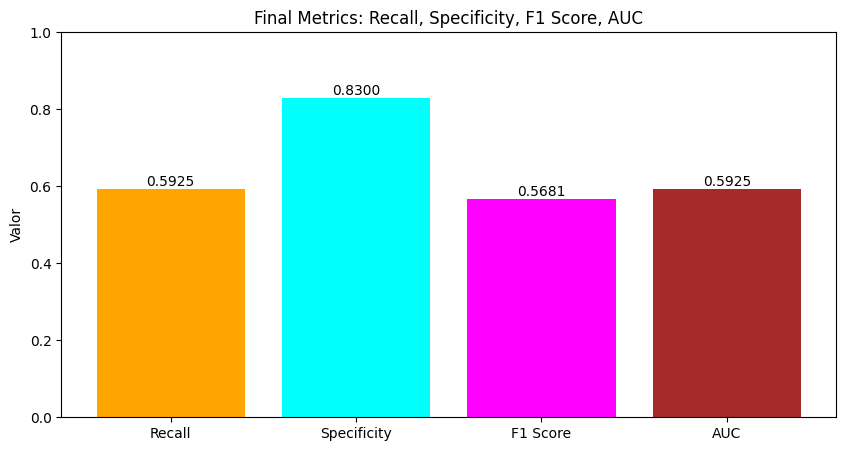 Final Metrics: Recall, Specificity, F1 Score, AUC
1.0
0.8
0.6
0.4
0.2
0.0
Valor
0.5925
0.8300
0.5681
0.5925
Recall
Specificity
F1 Score
AUC